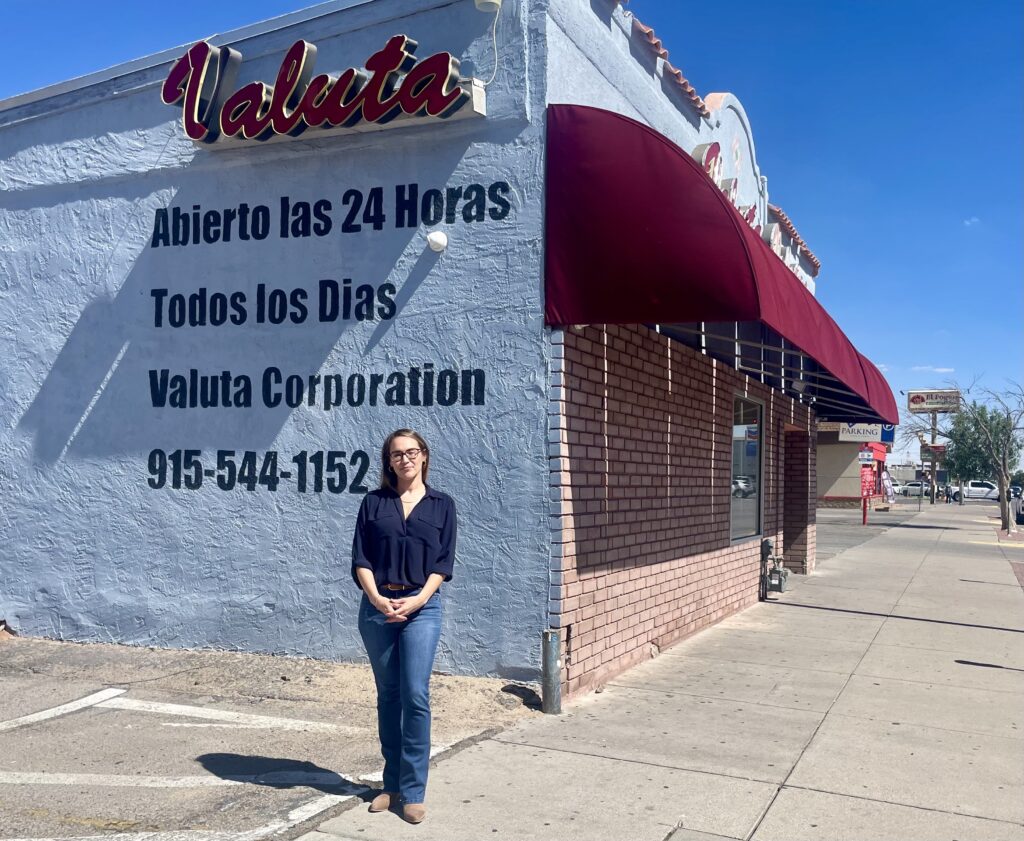 Valuta
Abierto las 24 Horas
Todos los Dias
Valuta Corporation
915-544-1152
PARKING